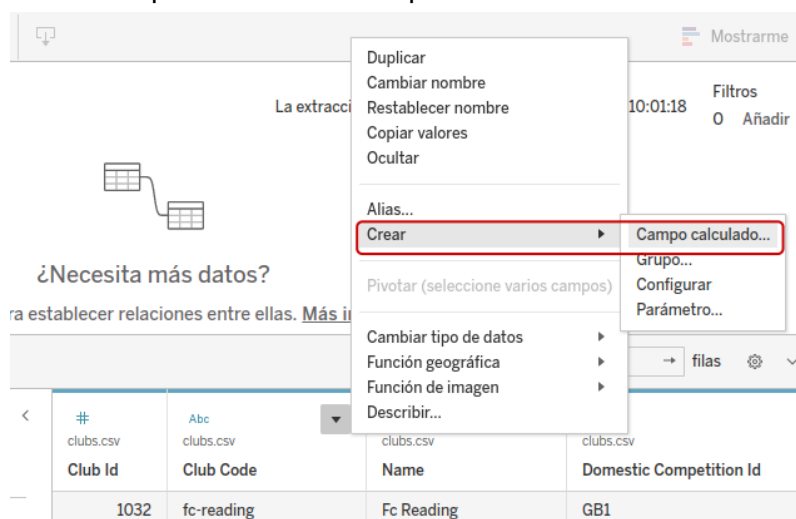 Mostrarme
Duplicar
Cambiar nombre
Restablecer nombre
Copiar valores
Ocultar
La extracci
10:01:18
Filtros
0 Añadir
Alias...
Crear
Campo calculado...
Grupo...
Configurar
Parámetro...
¿Necesita más datos?
Pivotar (seleccione varios campos)
ra establecer relaciones entre ellas. Más i
Cambiar tipo de datos
Función geográfica
Función de imagen
Describir...
filas
#
clubs.csv
Club Id
Abc
clubs.csv
Club Code
clubs.csv
Name
clubs.csv
Domestic Competition Id
1032 fc-reading Fc Reading GB1